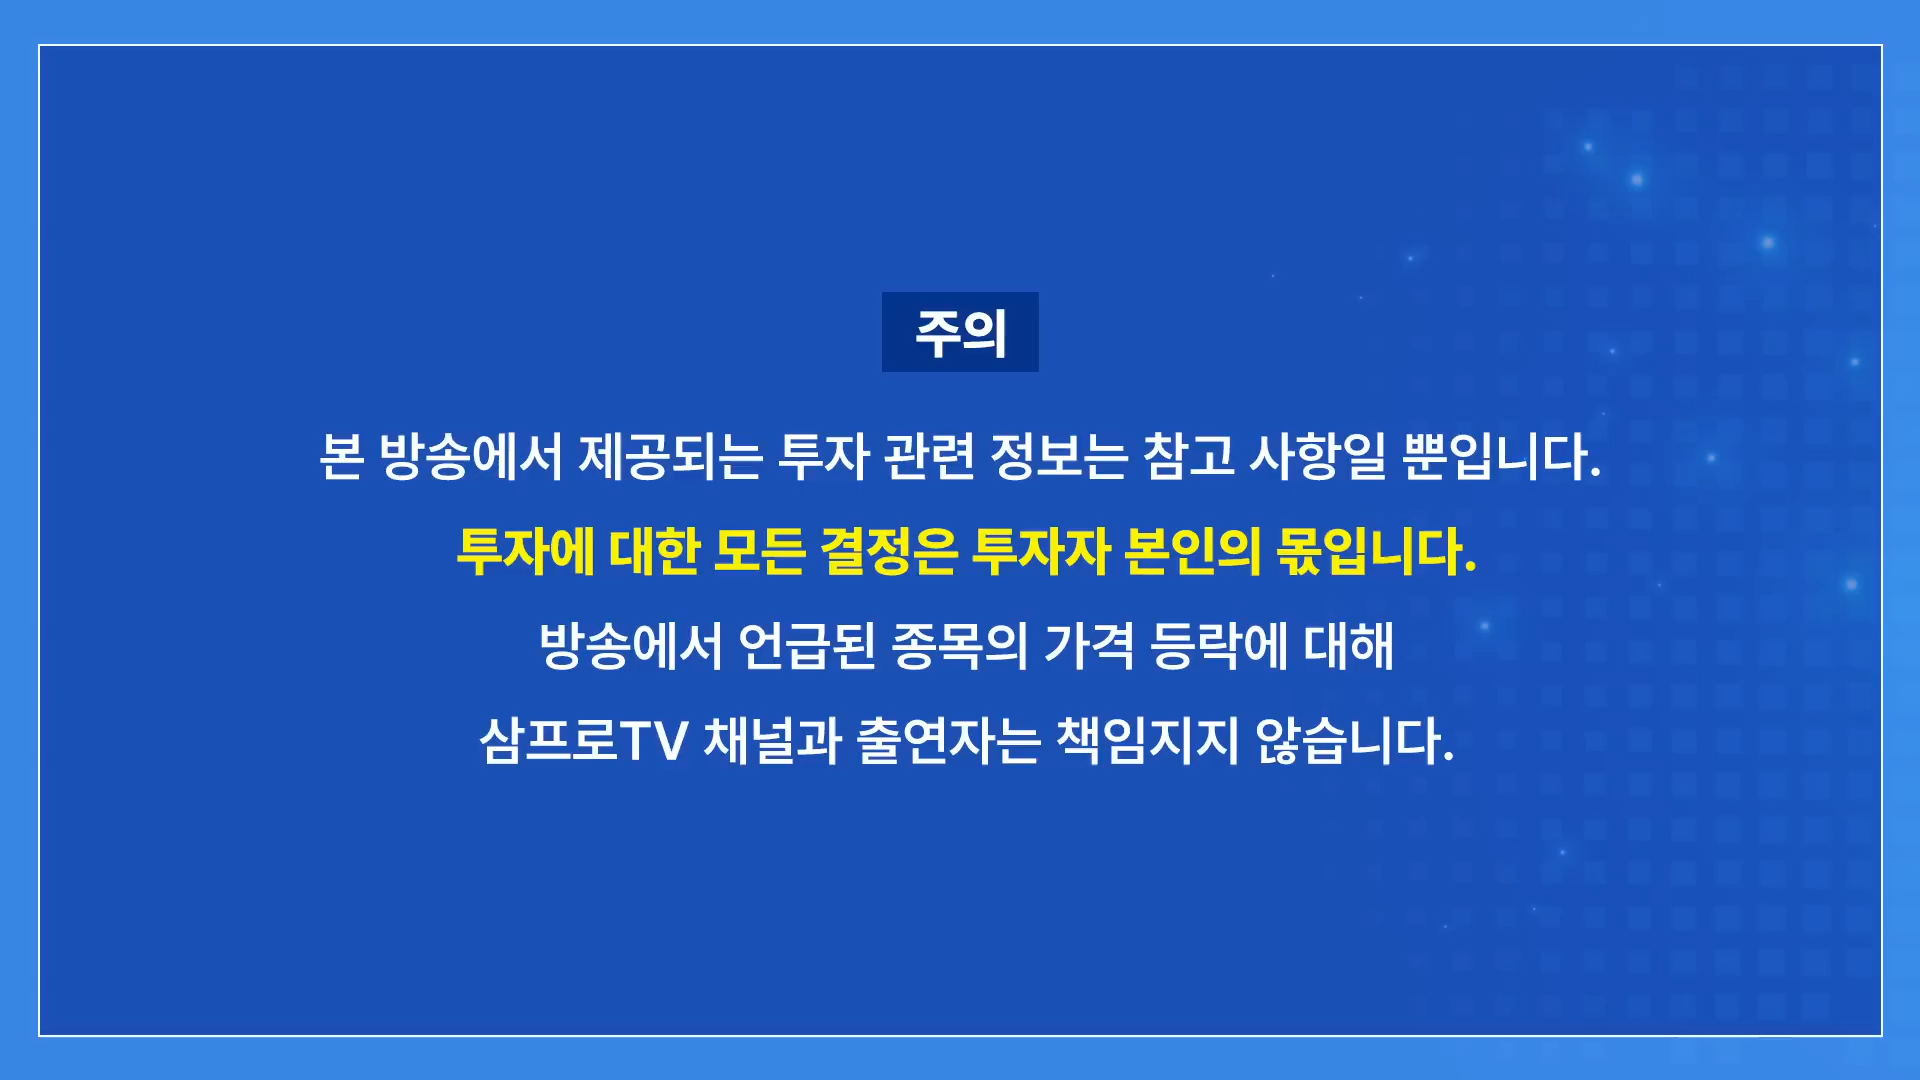 주의
본 방송에서 제공되는 투자 관련 정보는 참고 사항일 뿐입니다.
투자에 대한 모든 결정은 투자자 본인의 몫입니다.
방송에서 언급된 종목의 가격 등락에 대해
삼프로TV 채널과 출연자는 책임지지 않습니다.